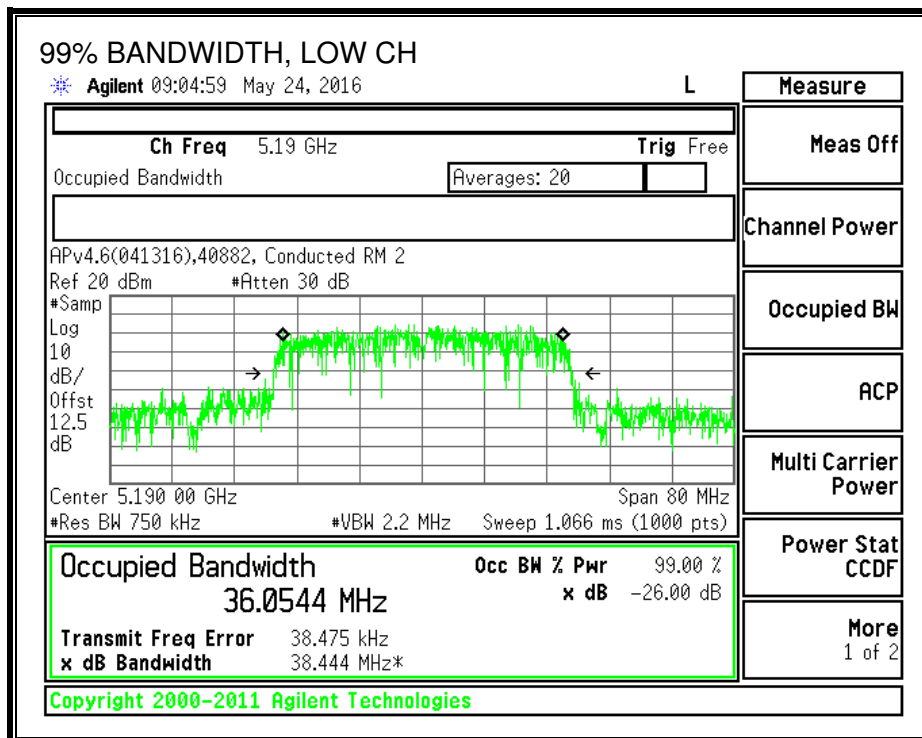 99% BANDWIDTH, LOW CH
Agilent 09:04:59 May 24, 2016 L
Ch Freq 5.19 GHz Trig Free
Occupied Bandwidth Averages: 20
APv4.6(041316),40882, Conducted RM 2
Ref 20 dBm #Atten 30 dB
#Samp
Log
10
dB/
Offst
12.5
dB
Center 5.190 00 GHz Span 80 MHz
#Res BW 750 kHz #VBW 2.2 MHz Sweep 1.066 ms (1000 pts)
Occupied Bandwidth Occ BW % Pwr 99.00 %
36.0544 MHz x dB -26.00 dB
Transmit Freq Error 38.475 kHz
x dB Bandwidth 38.444 MHz*
Copyright 2000-2011 Agilent Technologies
Measure
Meas Off
Channel Power
Occupied BW
ACP
Multi Carrier
Power
Power Stat
CCDF
More
1 of 2